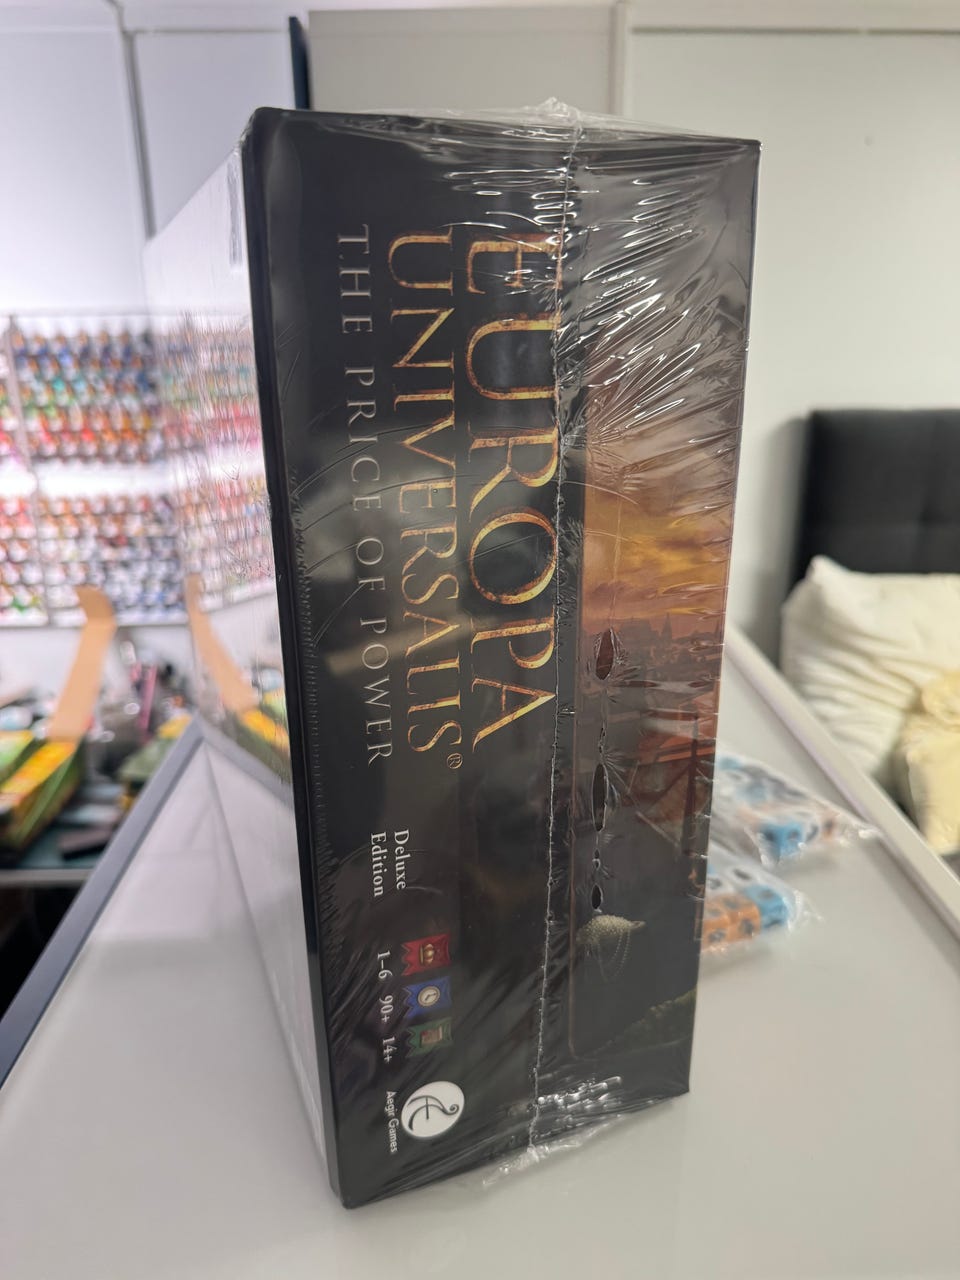 EUROPA
UNIVERSALIS®
THE PRICE OF POWER
Deluxe
Edition
1-6 90+ 14+
Aegir Games